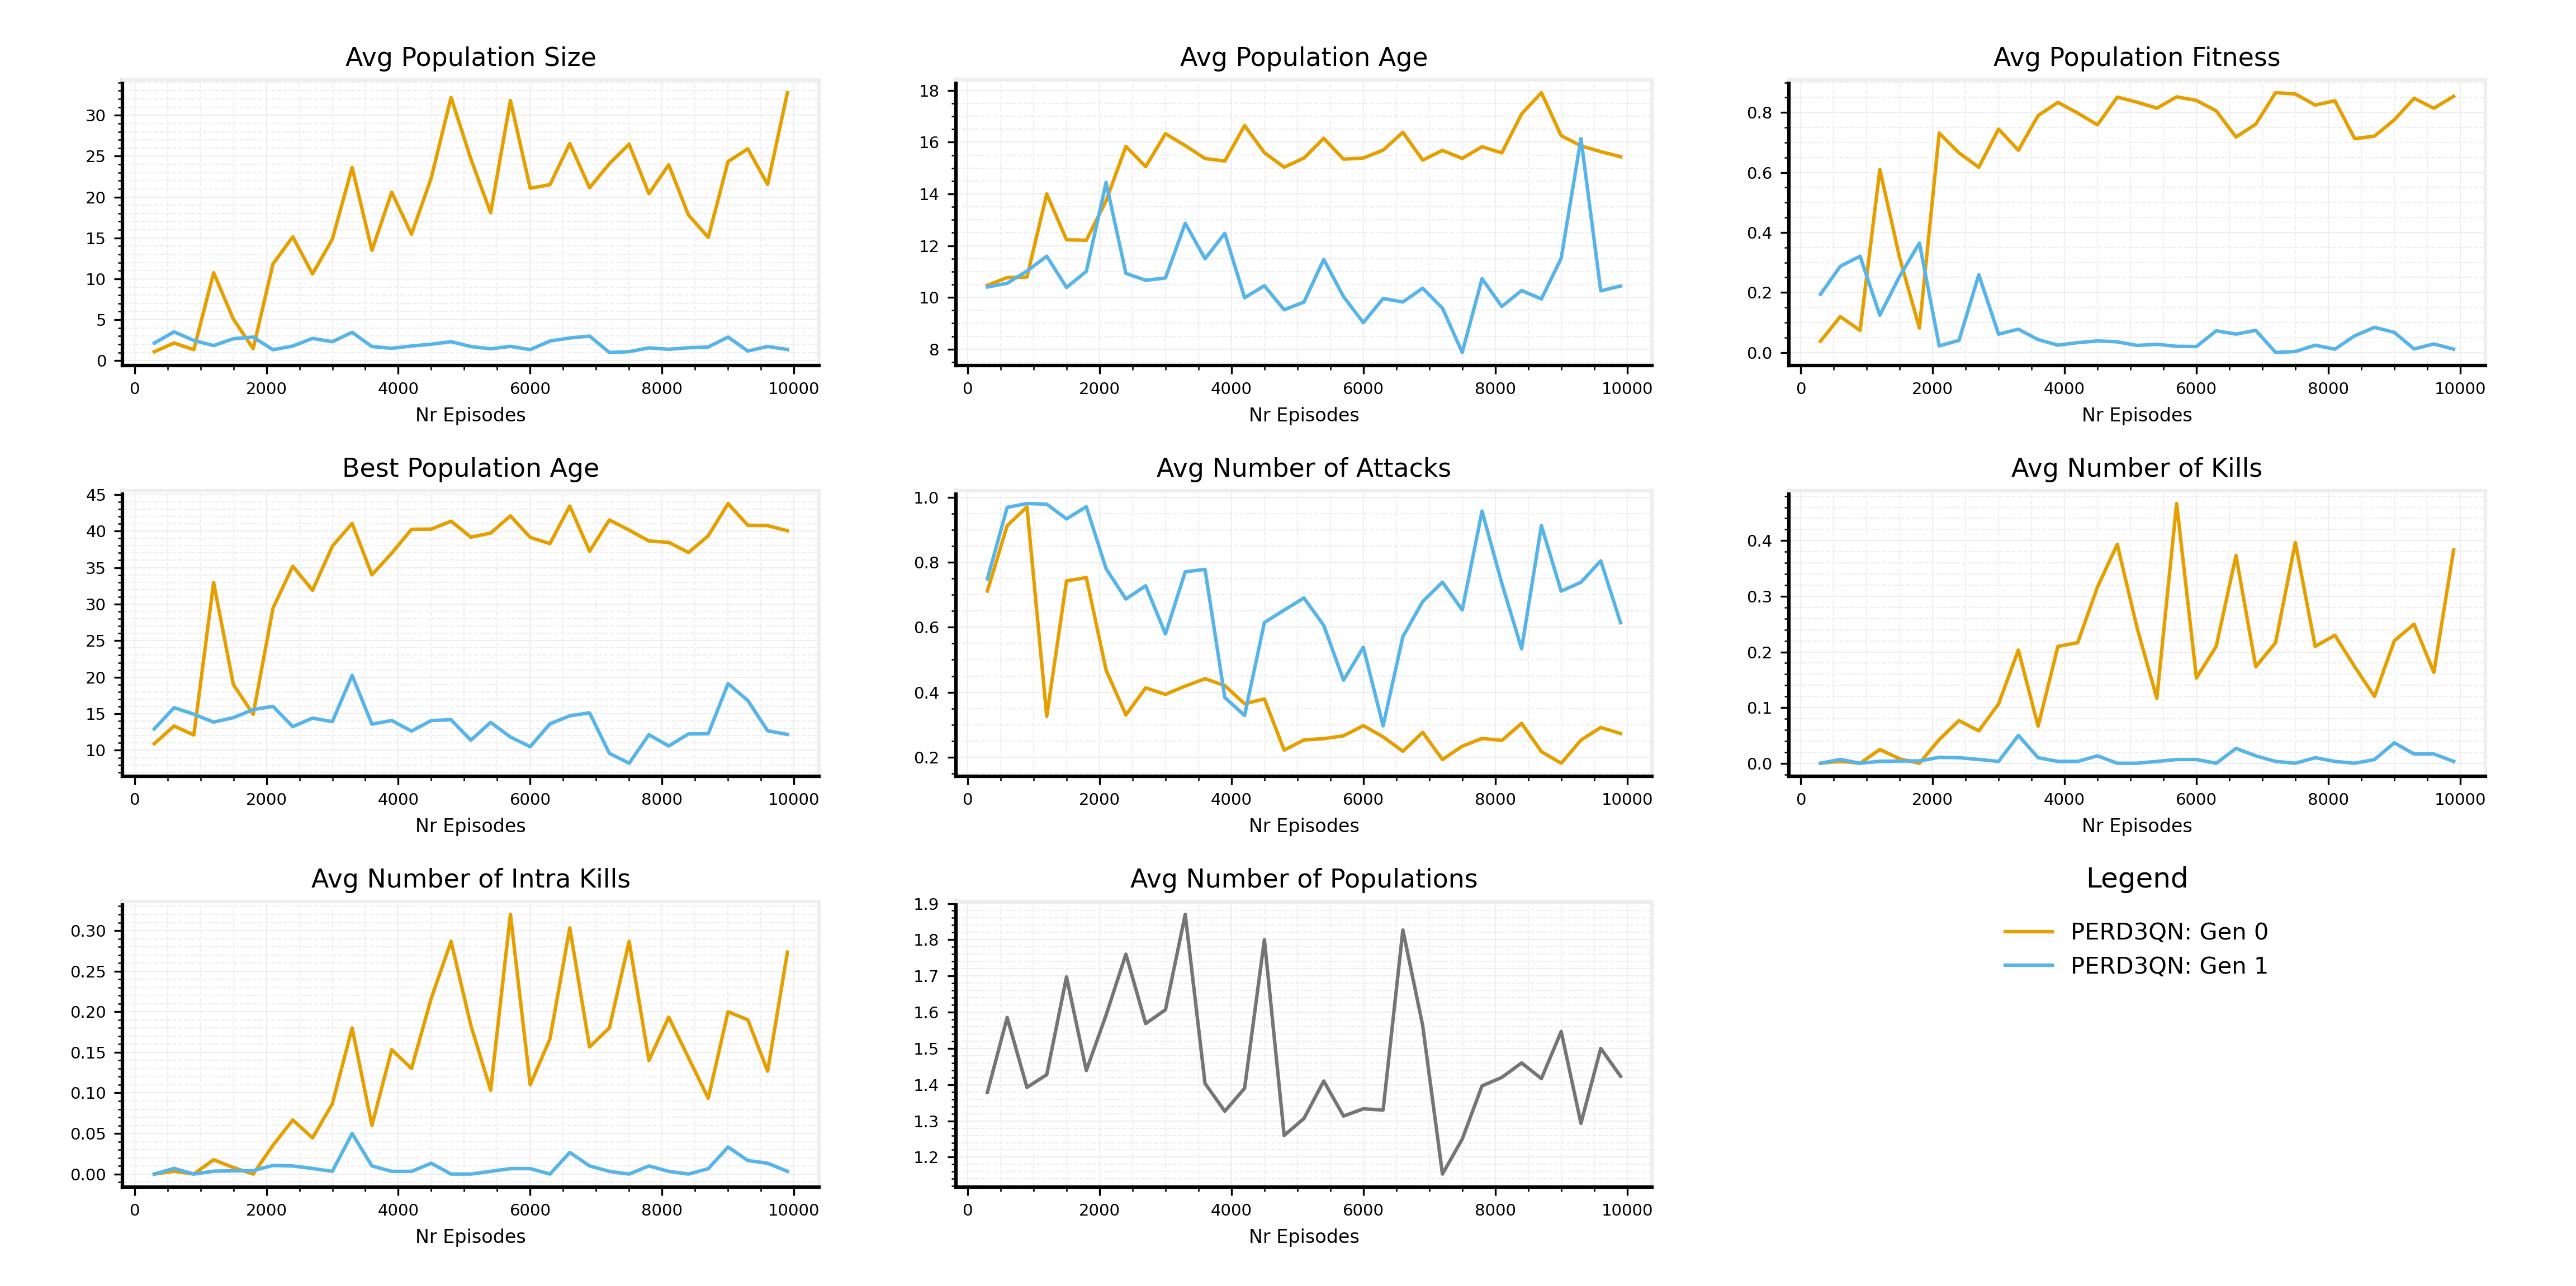 Avg Population Size
30
25
20
15
10
5
0
0 2000 4000 6000 8000 10000
Nr Episodes
Avg Population Age
18
16
14
12
10
8
0 2000 4000 6000 8000 10000
Nr Episodes
Avg Population Fitness
0.8
0.6
0.4
0.2
0.0
0 2000 4000 6000 8000 10000
Nr Episodes
Best Population Age
45
40
35
30
25
20
15
10
0 2000 4000 6000 8000 10000
Nr Episodes
Avg Number of Attacks
1.0
0.8
0.6
0.4
0.2
0 2000 4000 6000 8000 10000
Nr Episodes
Avg Number of Kills
0.4
0.3
0.2
0.1
0.0
0 2000 4000 6000 8000 10000
Nr Episodes
Avg Number of Intra Kills
0.30
0.25
0.20
0.15
0.10
0.05
0.00
0 2000 4000 6000 8000 10000
Nr Episodes
Avg Number of Populations
1.9
1.8
1.7
1.6
1.5
1.4
1.3
1.2
0 2000 4000 6000 8000 10000
Nr Episodes
Legend
PERD3QN: Gen 0
PERD3QN: Gen 1